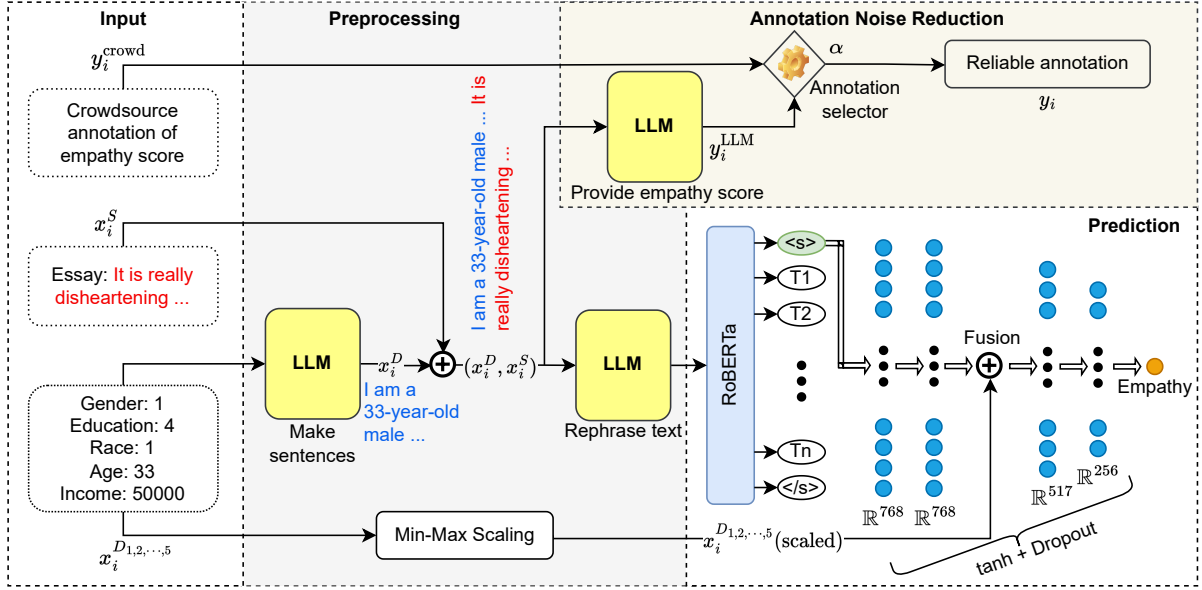 Input
Preprocessing
Annotation Noise Reduction
y_i^crowd
Crowdsource
annotation of
empathy score
x_i^S
Essay: It is really
disheartening ...
Gender: 1
Education: 4
Race: 1
Age: 33
Income: 50000
x_i^{D_{1,2,⋯,5}}
LLM
Make
sentences
x_i^D
I am a
33-year-old
male ...
(x_i^D, x_i^S)
I am a 33-year-old male ... It is
really disheartening ...
LLM
Rephrase text
Min-Max Scaling
LLM
Provide empathy score
y_i^LLM
α
Annotation
selector
Reliable annotation
y_i
Prediction
RoBERTa
<s>
T1
T2
Tn
</s>
ℝ^768
ℝ^768
Fusion
x_i^{D_{1,2,⋯,5}}(scaled)
ℝ^517
ℝ^256
Empathy
tanh + Dropout